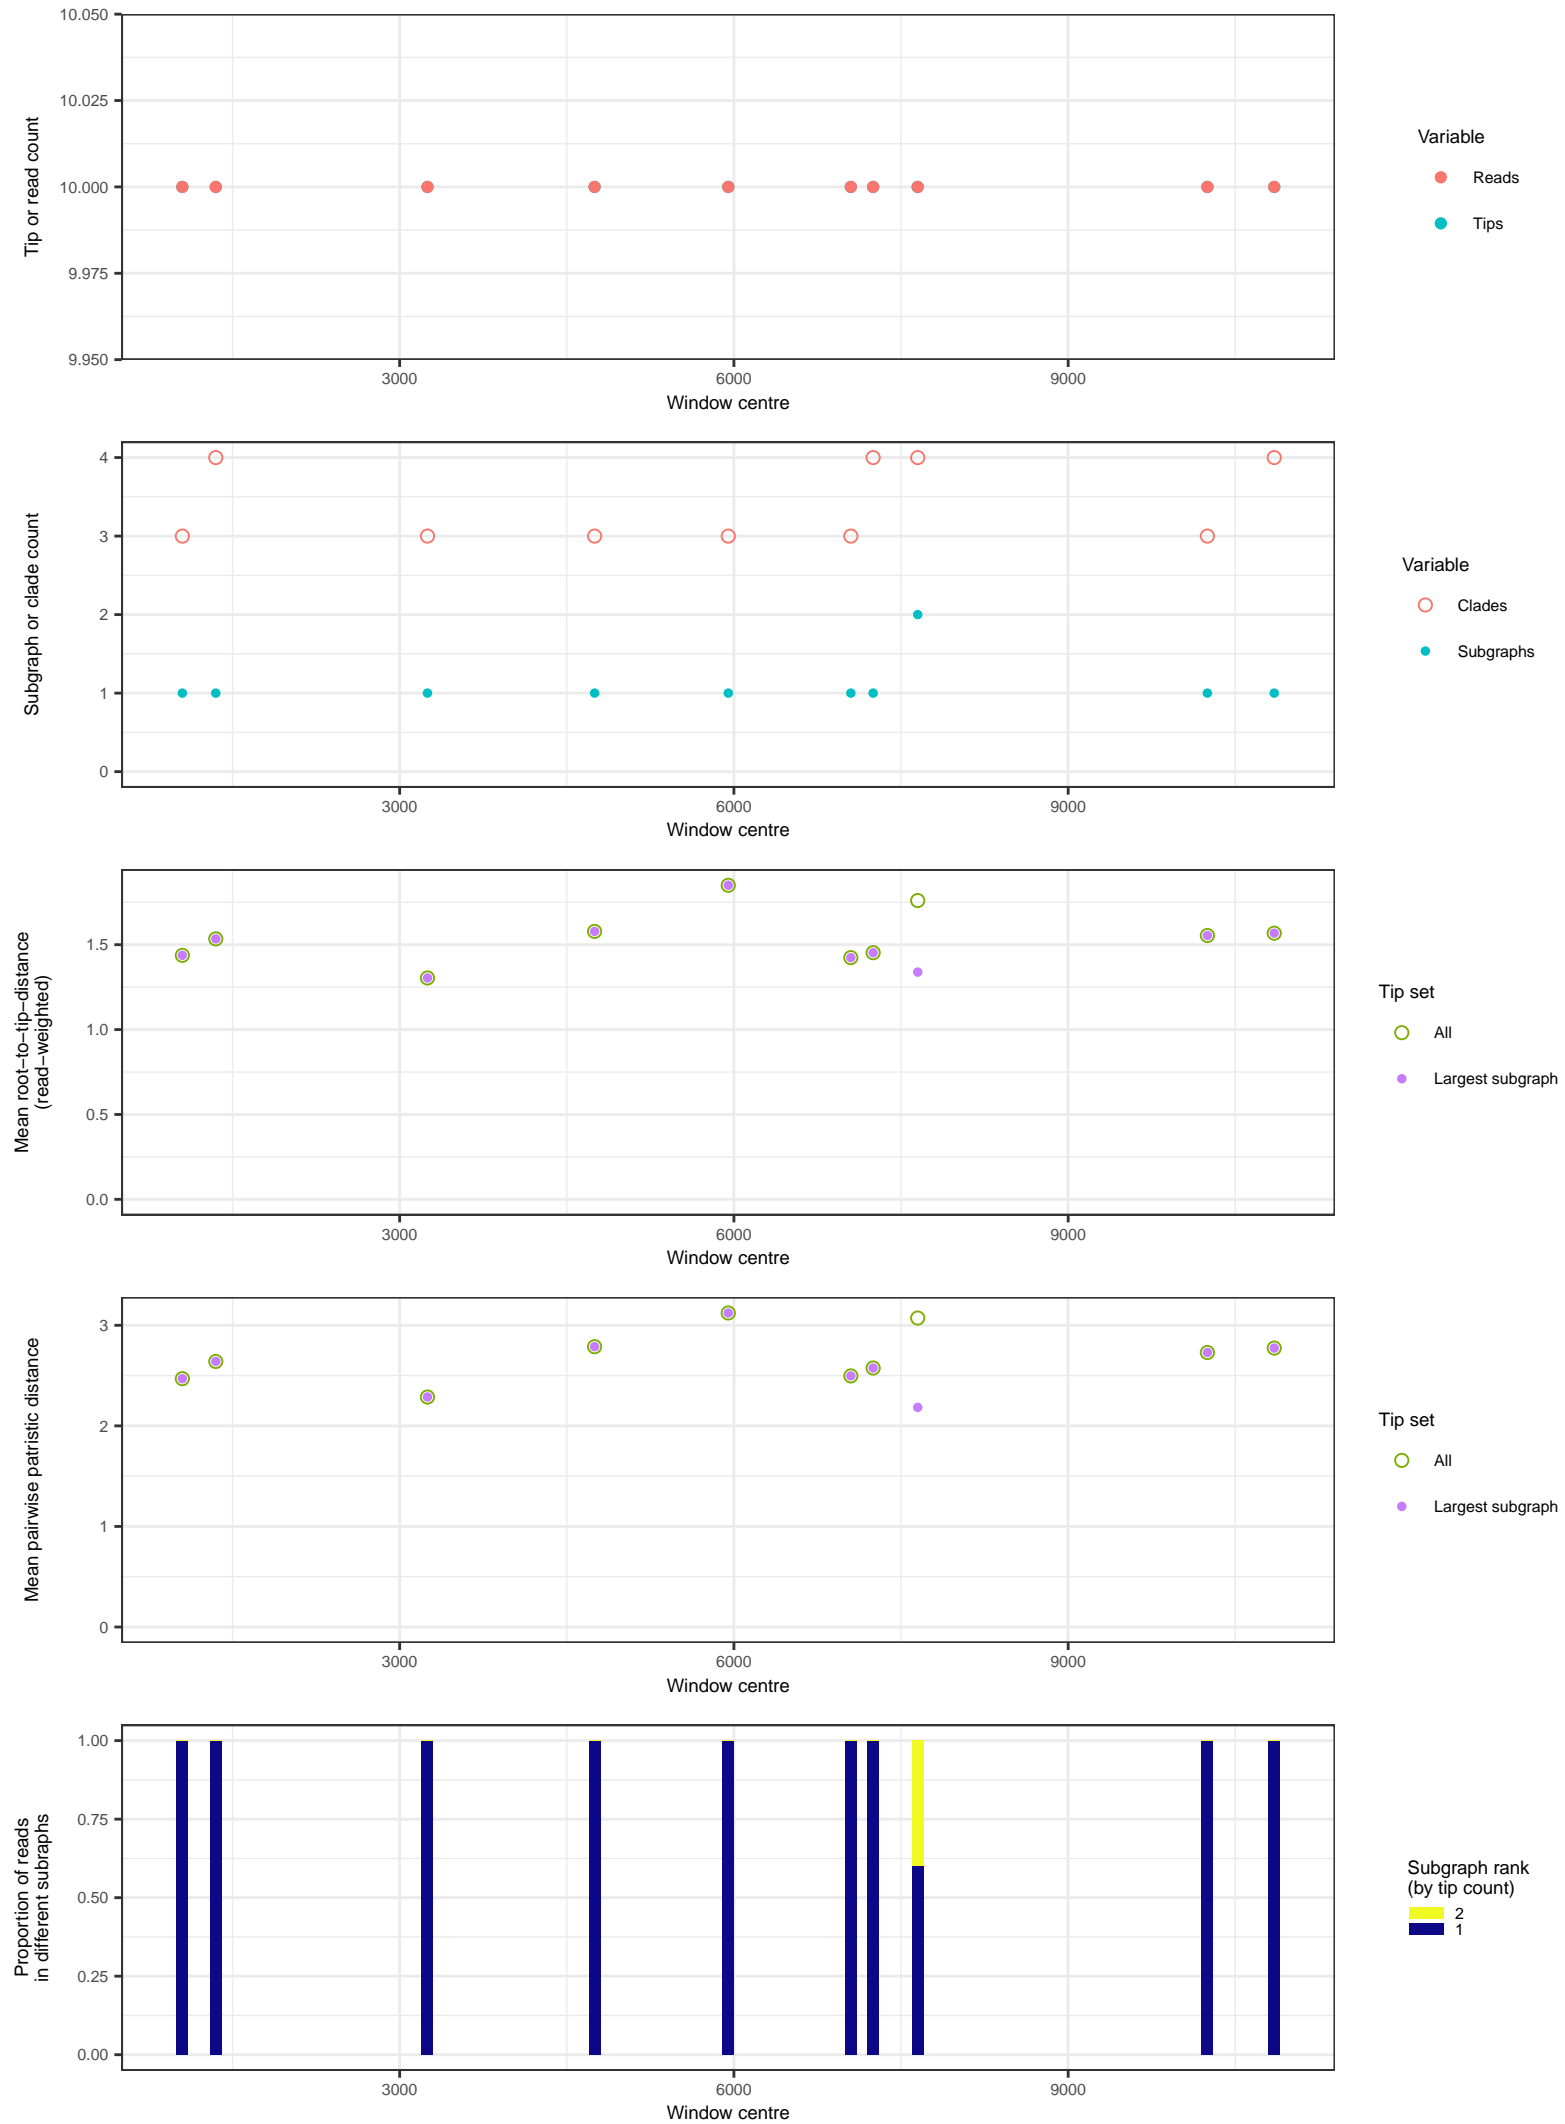 10.050
10.025
10.000
9.975
9.950
Tip or read count
3000
6000
9000
Window centre
Variable
Reads
Tips
4
3
2
1
0
Subgraph or clade count
3000
6000
9000
Window centre
Variable
Clades
Subgraphs
1.5
1.0
0.5
0.0
Mean root−to−tip−distance
(read−weighted)
3000
6000
9000
Window centre
Tip set
All
Largest subgraph
3
2
1
0
Mean pairwise patristic distance
3000
6000
9000
Window centre
Tip set
All
Largest subgraph
1.00
0.75
0.50
0.25
0.00
Proportion of reads
in different subraphs
3000
6000
9000
Window centre
Subgraph rank
(by tip count)
2
1